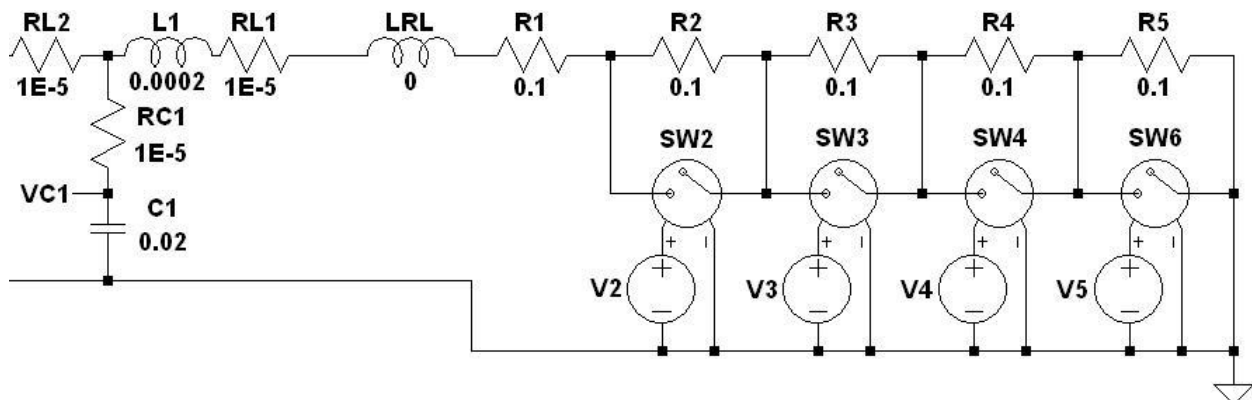 RL2 L1 RL1 LRL R1 R2 R3 R4 R5
1E-5 0.0002 1E-5 0 0.1 0.1 0.1 0.1 0.1
RC1 SW2 SW3 SW4 SW6
1E-5
VC1
C1
0.02
+ + + +
V2 + V3 + V4 + V5 +